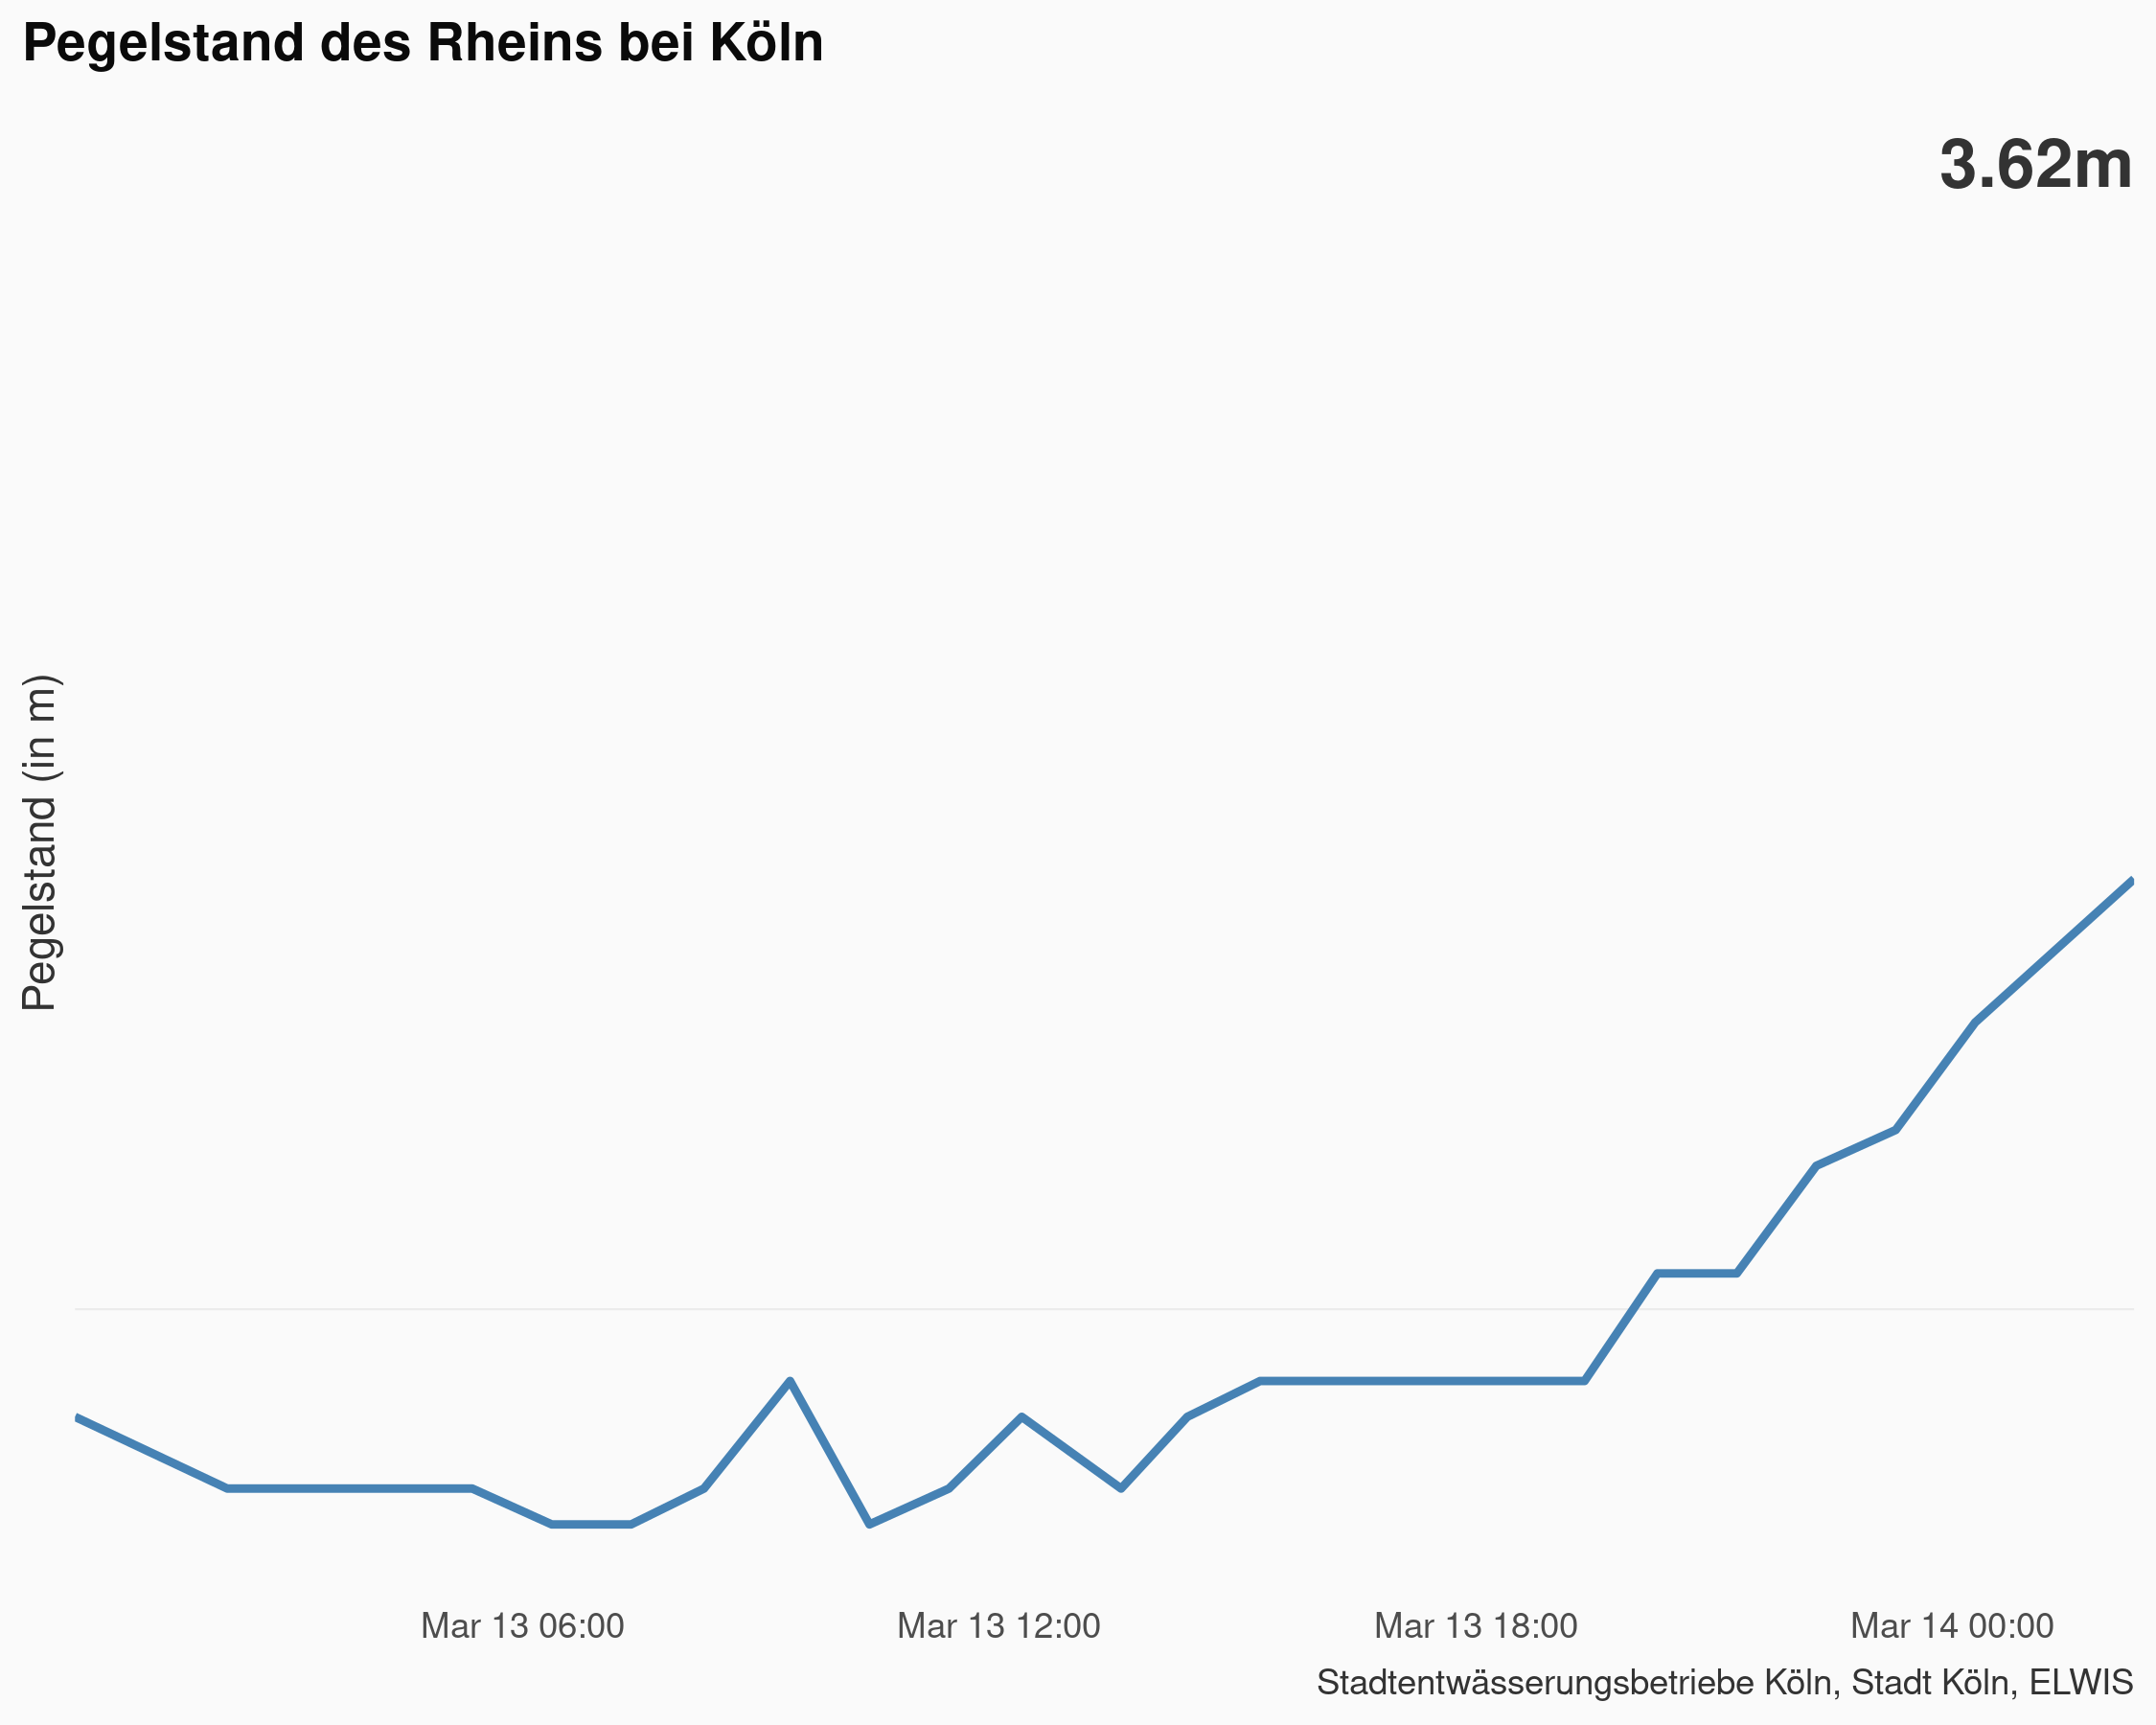 Pegelstand des Rheins bei Köln
3.62m
Pegelstand (in m)
Mar 13 06:00
Mar 13 12:00
Mar 13 18:00
Mar 14 00:00
Stadtentwässerungsbetriebe Köln, Stadt Köln, ELWIS